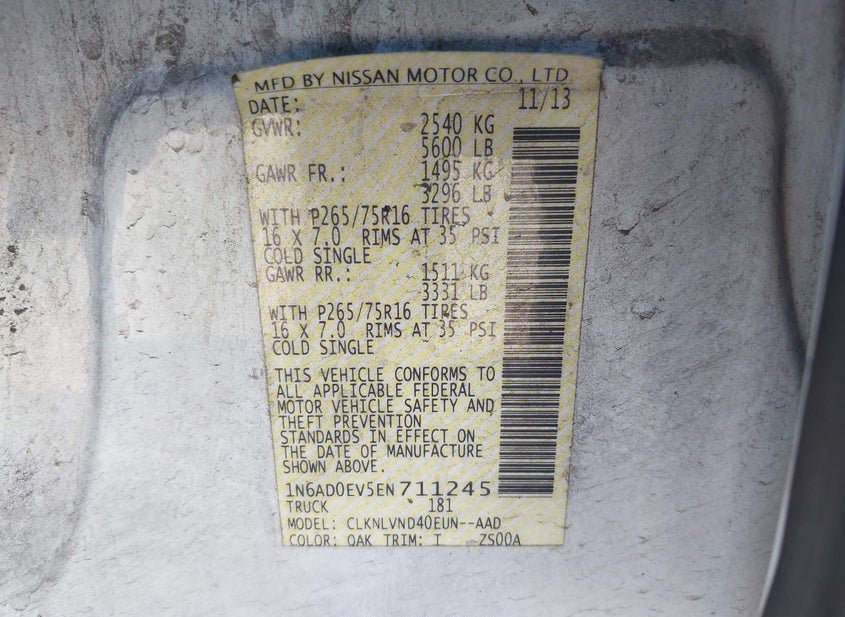 MFD BY NISSAN MOTOR CO., LTD.
DATE: 11/13
GVWR: 2540 KG
5600 LB
GAWR FR.: 1495 KG
3296 LB
WITH P265/75R16 TIRES
16 X 7.0 RIMS AT 35 PSI
COLD SINGLE
GAWR RR.: 1511 KG
3331 LB
WITH P265/75R16 TIRES
16 X 7.0 RIMS AT 35 PSI
COLD SINGLE
THIS VEHICLE CONFORMS TO
ALL APPLICABLE FEDERAL
MOTOR VEHICLE SAFETY AND
THEFT PREVENTION
STANDARDS IN EFFECT ON
THE DATE OF MANUFACTURE
SHOWN ABOVE.
1N6AD0EV5EN711245
TRUCK 181
MODEL: CLKNLVND40EUN--AAD
COLOR: QAK TRIM: I ZS00A